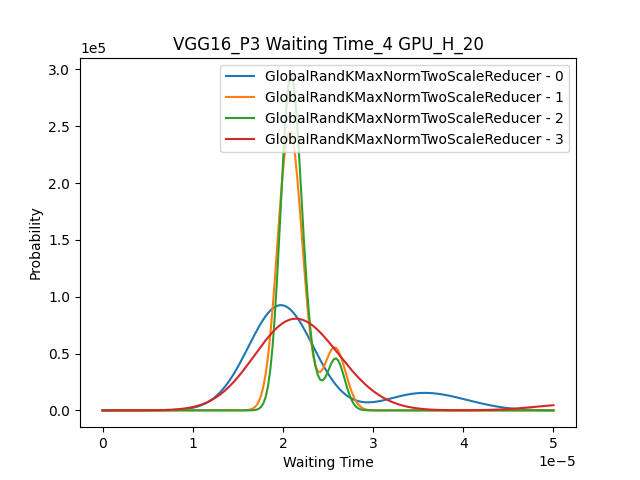 VGG16_P3 Waiting Time_4 GPU_H_20
1e5
GlobalRandKMaxNormTwoScaleReducer - 0
GlobalRandKMaxNormTwoScaleReducer - 1
GlobalRandKMaxNormTwoScaleReducer - 2
GlobalRandKMaxNormTwoScaleReducer - 3
3.0
2.5
2.0
1.5
1.0
0.5
0.0
Probability
0 1 2 3 4 5
Waiting Time
1e−5